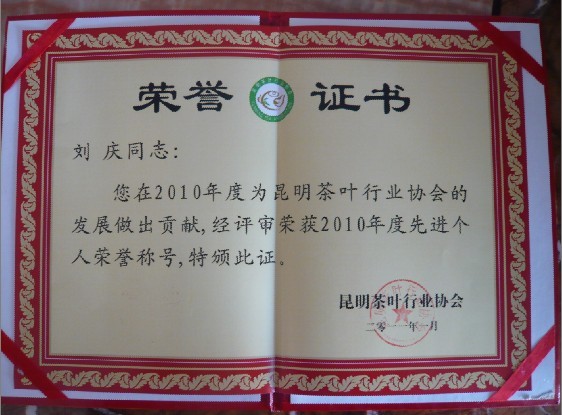 荣誉 证书
刘 庆同志:
您在2010年度为昆明茶叶行业协会的
发展做出贡献,经评审荣获2010年度先进个
人荣誉称号,特颁此证。
昆明茶叶行业协会
二零一一年一月